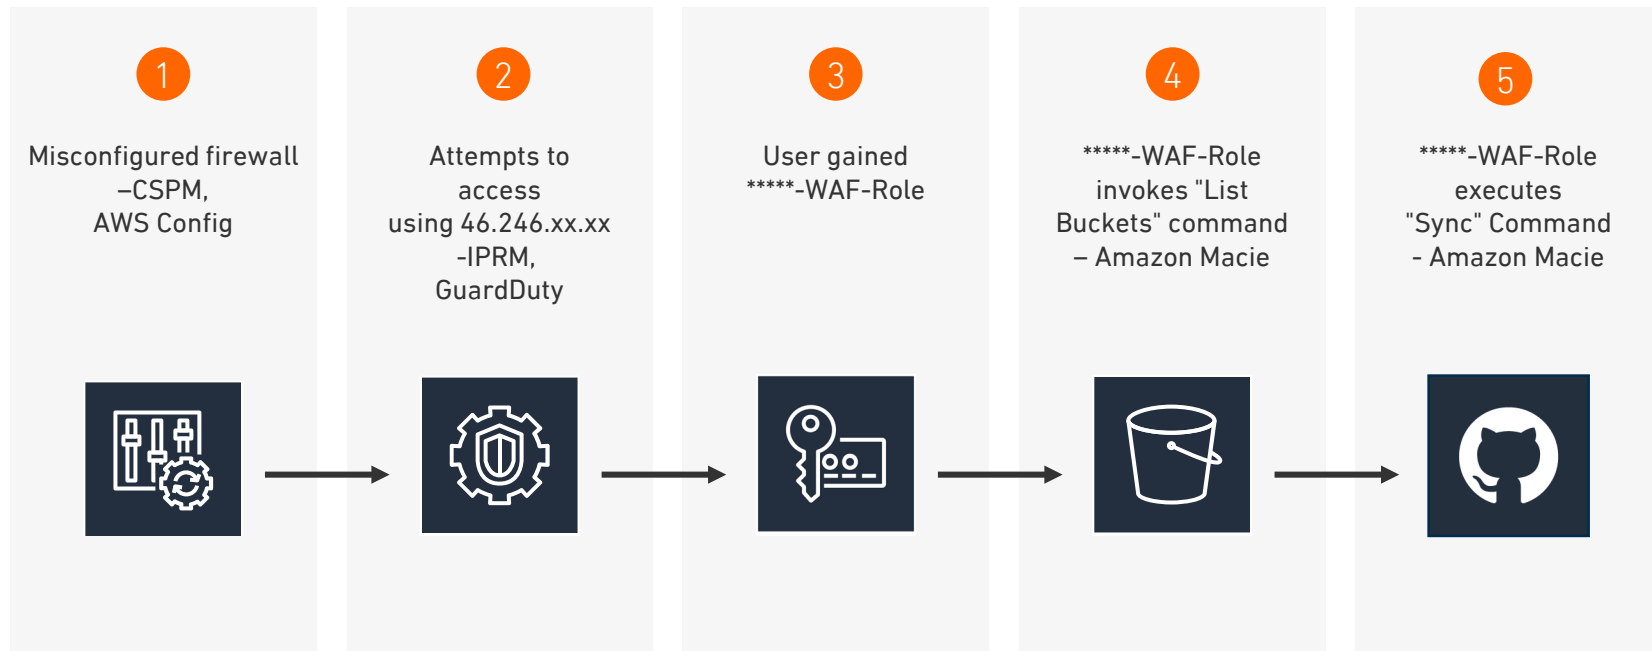 1
Misconfigured firewall
–CSPM,
AWS Config
2
Attempts to
access
using 46.246.xx.xx
-IPRM,
GuardDuty
3
User gained
*****-WAF-Role
4
*****-WAF-Role
invokes "List
Buckets" command
– Amazon Macie
5
*****-WAF-Role
executes
"Sync" Command
- Amazon Macie